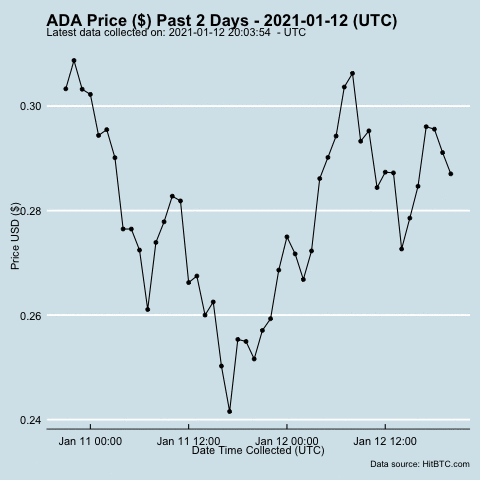 ADA Price ($) Past 2 Days - 2021-01-12 (UTC)
Latest data collected on: 2021-01-12 20:03:54 - UTC
0.30
0.28
0.26
0.24
Price USD ($)
Jan 11 00:00 Jan 11 12:00 Jan 12 00:00 Jan 12 12:00
Date Time Collected (UTC)
Data source: HitBTC.com